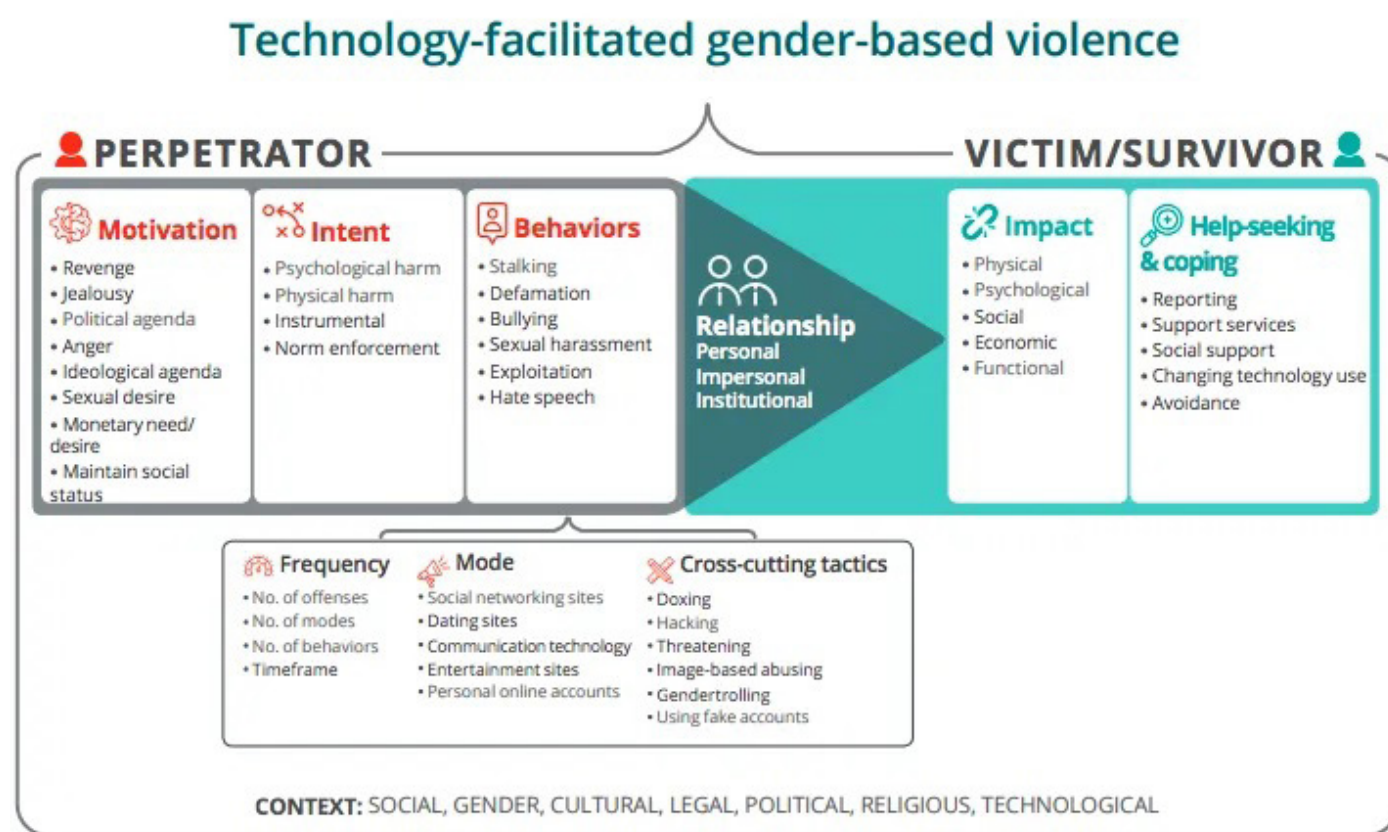 Technology-facilitated gender-based violence
PERPETRATOR
Motivation
• Revenge
• Jealousy
• Political agenda
• Anger
• Ideological agenda
• Sexual desire
• Monetary need/
desire
• Maintain social
status
Intent
• Psychological harm
• Physical harm
• Instrumental
• Norm enforcement
Behaviors
• Stalking
• Defamation
• Bullying
• Sexual harassment
• Exploitation
• Hate speech
Relationship
Personal
Impersonal
Institutional
VICTIM/SURVIVOR
Impact
• Physical
• Psychological
• Social
• Economic
• Functional
Help-seeking
& coping
• Reporting
• Support services
• Social support
• Changing technology use
• Avoidance
Frequency
• No. of offenses
• No. of modes
• No. of behaviors
• Timeframe
Mode
• Social networking sites
• Dating sites
• Communication technology
• Entertainment sites
• Personal online accounts
Cross-cutting tactics
• Doxing
• Hacking
• Threatening
• Image-based abusing
• Gendertrolling
• Using fake accounts
CONTEXT: SOCIAL, GENDER, CULTURAL, LEGAL, POLITICAL, RELIGIOUS, TECHNOLOGICAL